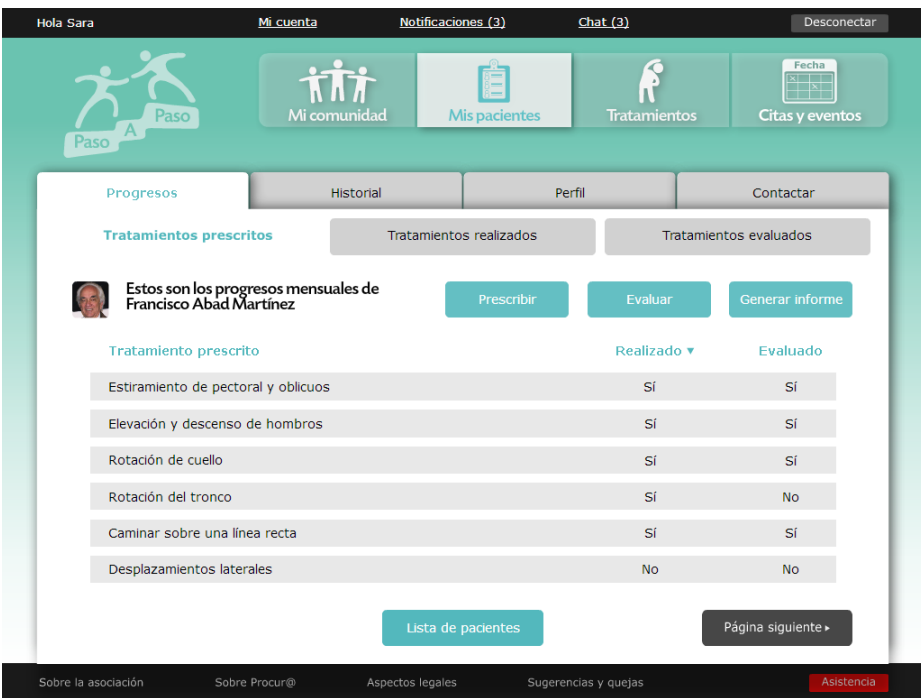 Hola Sara
Mi cuenta
Notificaciones (3)
Chat (3)
Desconectar
Paso A Paso
Mi comunidad
Mis pacientes
Tratamientos
Fecha
Citas y eventos
Progresos
Historial
Perfil
Contactar
Tratamientos prescritos
Tratamientos realizados
Tratamientos evaluados
Estos son los progresos mensuales de
Francisco Abad Martínez
Prescribir
Evaluar
Generar informe
Tratamiento prescrito Realizado ▼ Evaluado
Estiramiento de pectoral y oblicuos Sí Sí
Elevación y descenso de hombros Sí Sí
Rotación de cuello Sí Sí
Rotación del tronco Sí No
Caminar sobre una línea recta Sí Sí
Desplazamientos laterales No No
Lista de pacientes
Página siguiente ▸
Sobre la asociación
Sobre Procur@
Aspectos legales
Sugerencias y quejas
Asistencia